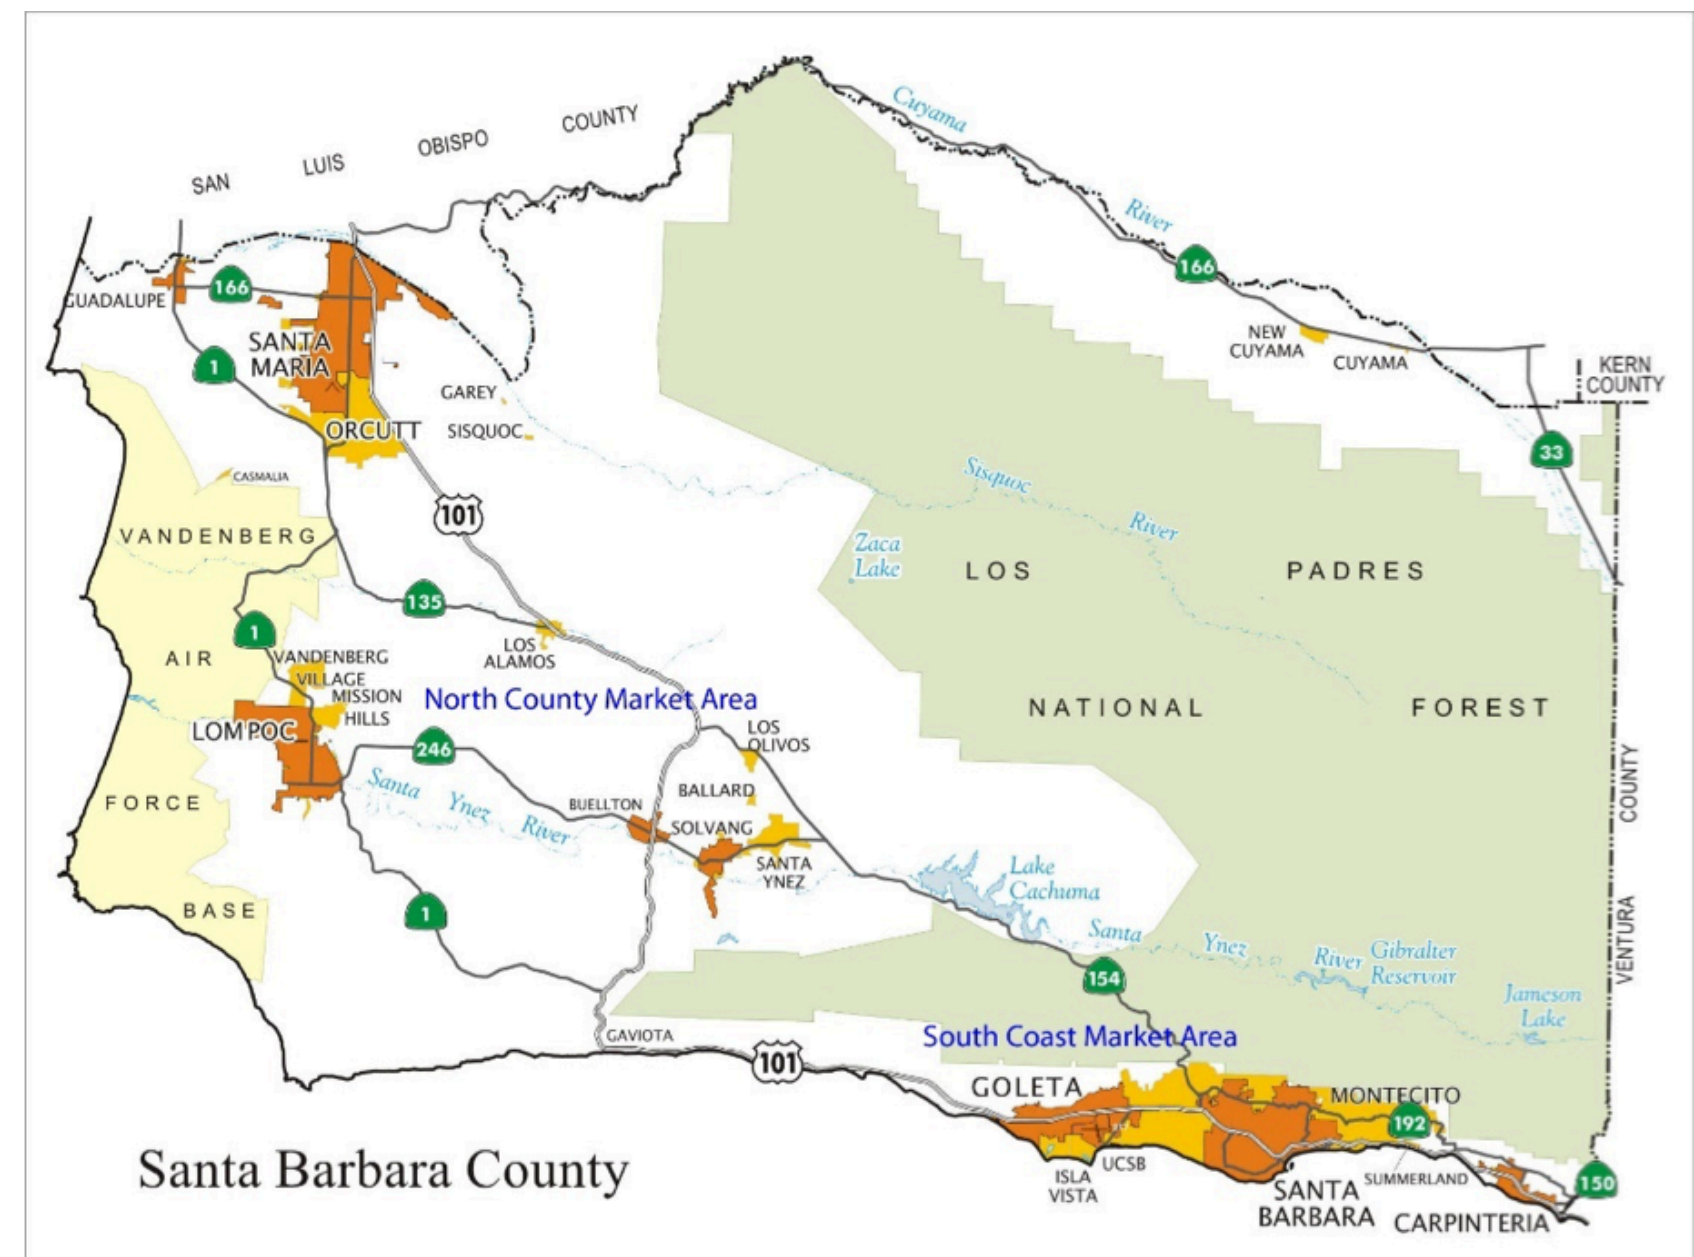 SAN LUIS OBISPO COUNTY
Cuyama
River
166
GUADALUPE
166
SANTA
MARIA
1
NEW
CUYAMA
CUYAMA
KERN
COUNTY
GAREY
ORCUTT
SISQUOC
33
CASMALIA
101
Sisquoc
River
VANDENBERG
Zaca
Lake
LOS PADRES
135
1
AIR
VANDENBERG
VILLAGE
LOS
ALAMOS
MISSION
HILLS
North County Market Area
NATIONAL FOREST
LOMPOC
246
LOS
OLIVOS
Santa Ynez River
BALLARD
FORCE
BUELLTON
SOLVANG
SANTA
YNEZ
VENTURA COUNTY
Lake
Cachuma
BASE
1
Santa Ynez River
Gibralter
Reservoir
154
Jameson
Lake
GAVIOTA
South Coast Market Area
101
GOLETA
MONTECITO
192
Santa Barbara County
ISLA
VISTA
UCSB
SANTA
BARBARA
SUMMERLAND
CARPINTERIA
150